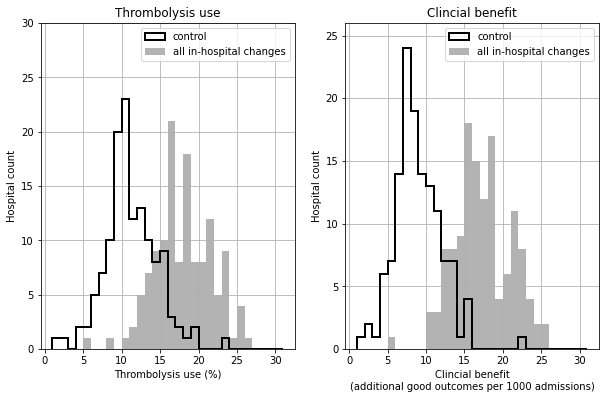 Thrombolysis use
control
all in-hospital changes
Hospital count
30
25
20
15
10
5
0
0 5 10 15 20 25 30
Thrombolysis use (%)
Clincial benefit
control
all in-hospital changes
Hospital count
25
20
15
10
5
0
0 5 10 15 20 25 30
Clincial benefit
(additional good outcomes per 1000 admissions)